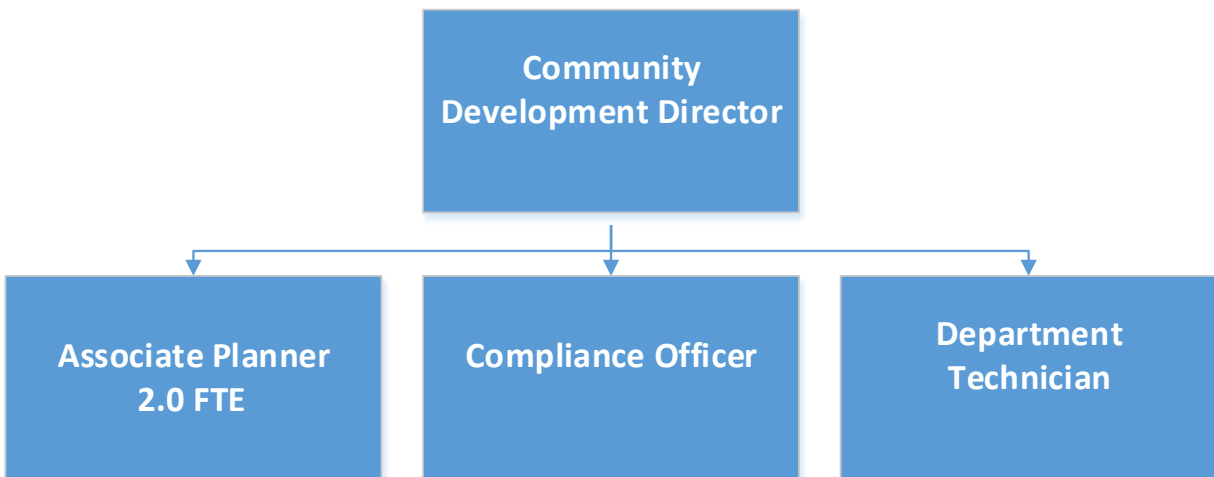 Community
Development Director
Associate Planner
2.0 FTE
Compliance Officer
Department
Technician